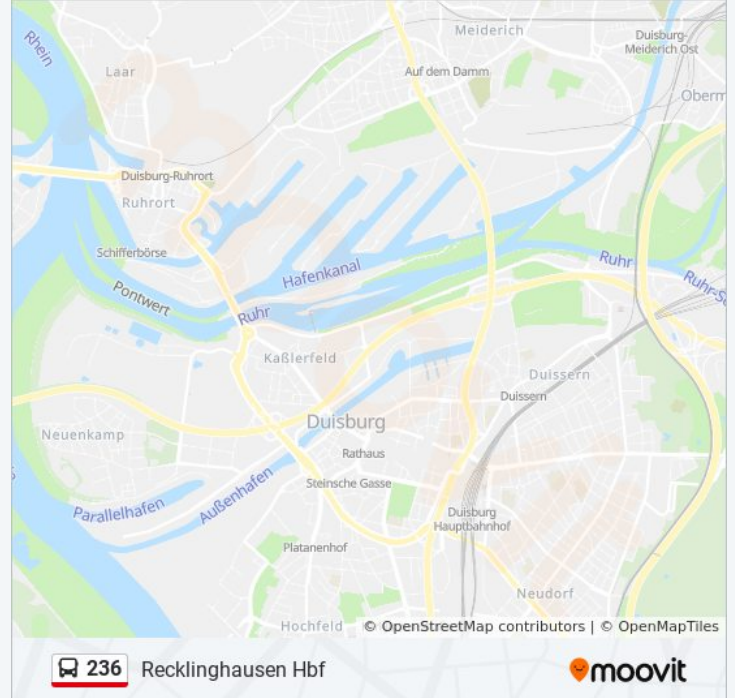 Rhein
Meiderich
Duisburg-
Meiderich Ost
Laar
Auf dem Damm
Oberm
Duisburg-Ruhrort
Ruhrort
Schifferbörse
Hafenkanal
Ruhr
Ruhr-S
Pontwert
Ruhr
Kaßlerfeld
Duissern
Duissern
Duisburg
Neuenkamp
Rathaus
Steinsche Gasse
Außenhafen
Parallelhafen
Duisburg
Hauptbahnhof
Platanenhof
Neudorf
Hochfeld
© OpenStreetMap contributors | © OpenMapTiles
236 Recklinghausen Hbf
moovit